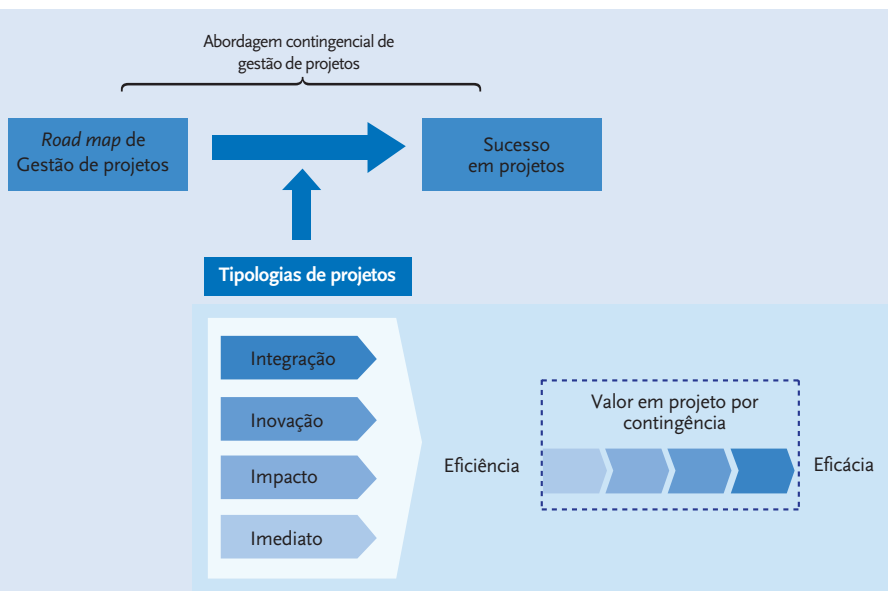 Abordagem contingencial de
gestão de projetos
Road map de
Gestão de projetos
Sucesso
em projetos
Tipologias de projetos
Integração
Inovação
Impacto
Imediato
Eficiência
Valor em projeto por
contingência
Eficácia